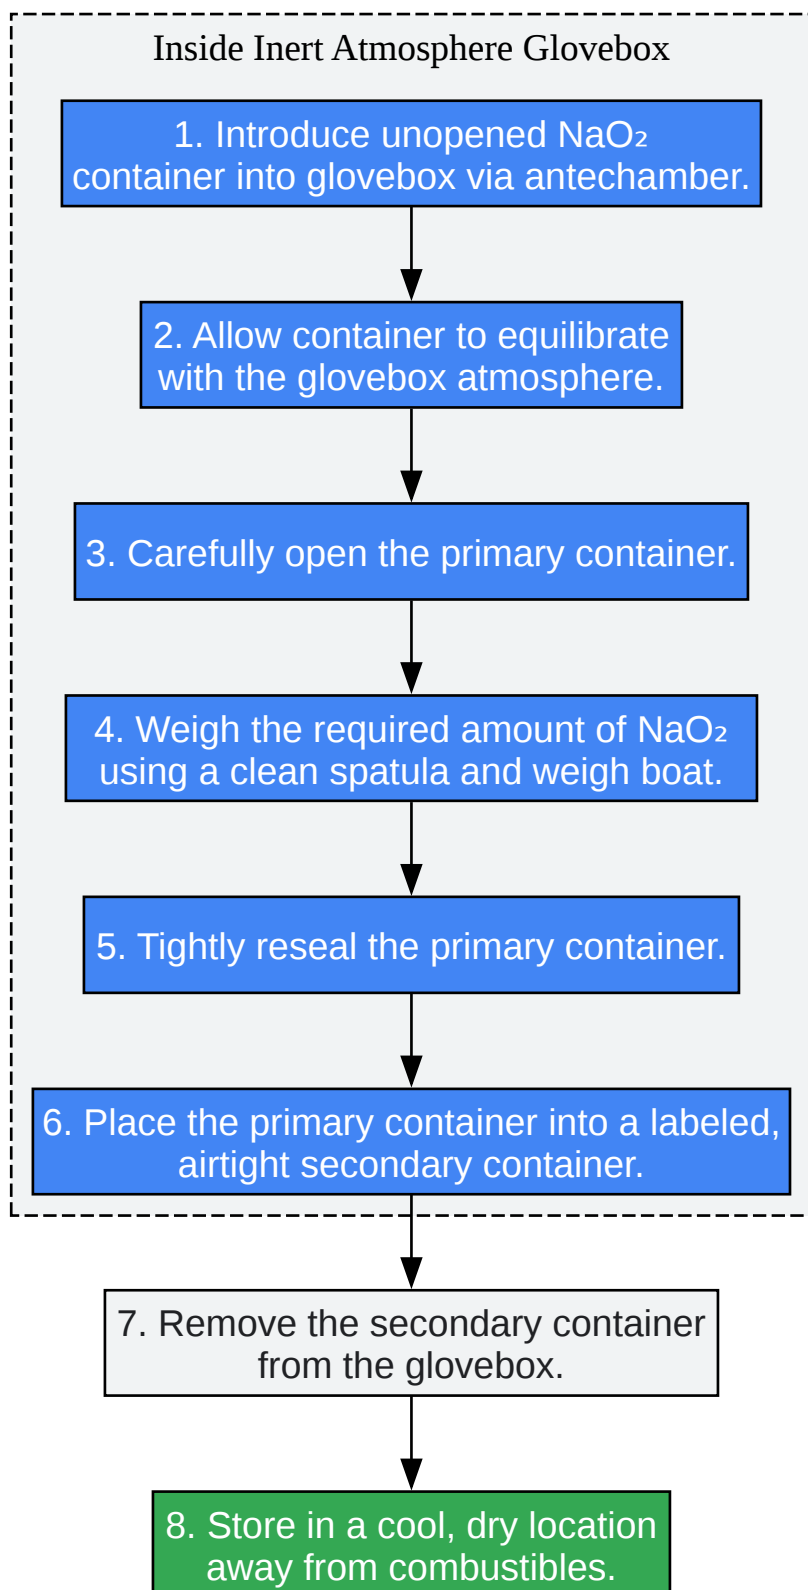 Inside Inert Atmosphere Glovebox
1. Introduce unopened NaO₂
container into glovebox via antechamber.
2. Allow container to equilibrate
with the glovebox atmosphere.
3. Carefully open the primary container.
4. Weigh the required amount of NaO₂
using a clean spatula and weigh boat.
5. Tightly reseal the primary container.
6. Place the primary container into a labeled,
airtight secondary container.
7. Remove the secondary container
from the glovebox.
8. Store in a cool, dry location
away from combustibles.